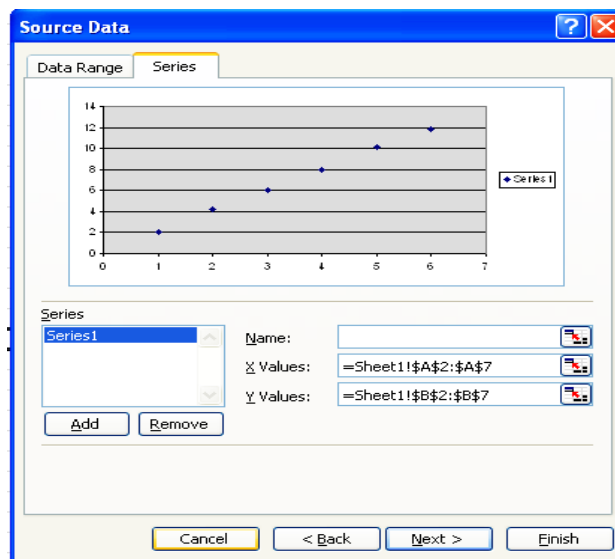 Source Data
Data Range Series
14
12
10
8
6
4
2
0
0 1 2 3 4 5 6 7
Series1
Series
Series1
Name:
X Values: =Sheet1!$A$2:$A$7
Y Values: =Sheet1!$B$2:$B$7
Add Remove
Cancel < Back Next > Finish